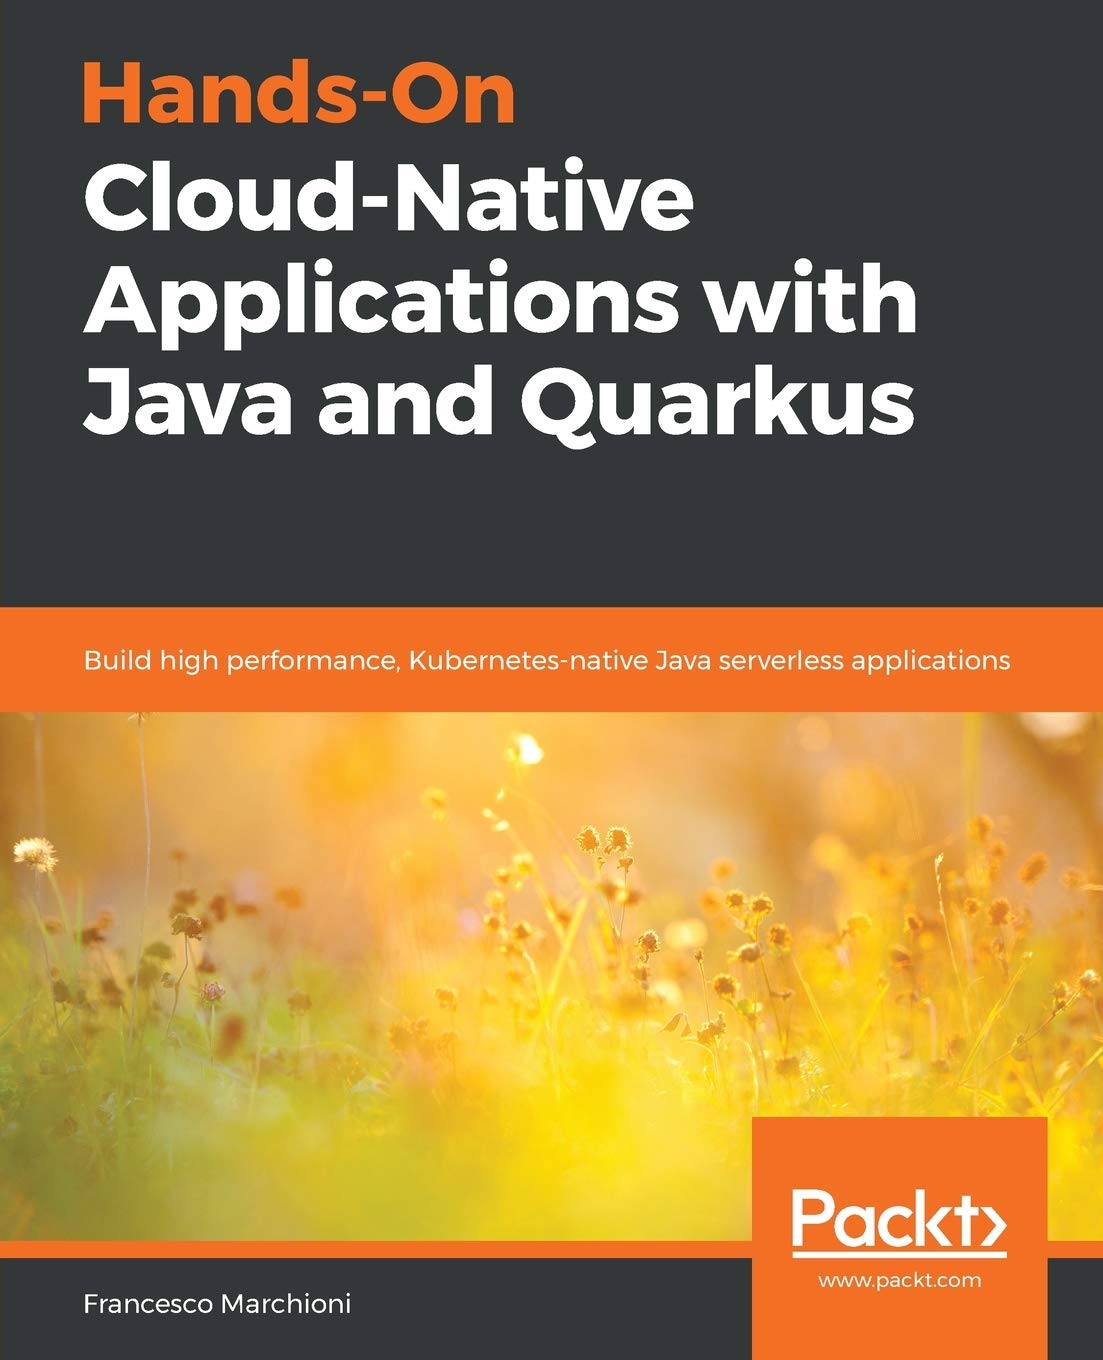 Hands-On
Cloud-Native
Applications with
Java and Quarkus
Build high performance, Kubernetes-native Java serverless applications
Packt>
www.packt.com
Francesco Marchioni